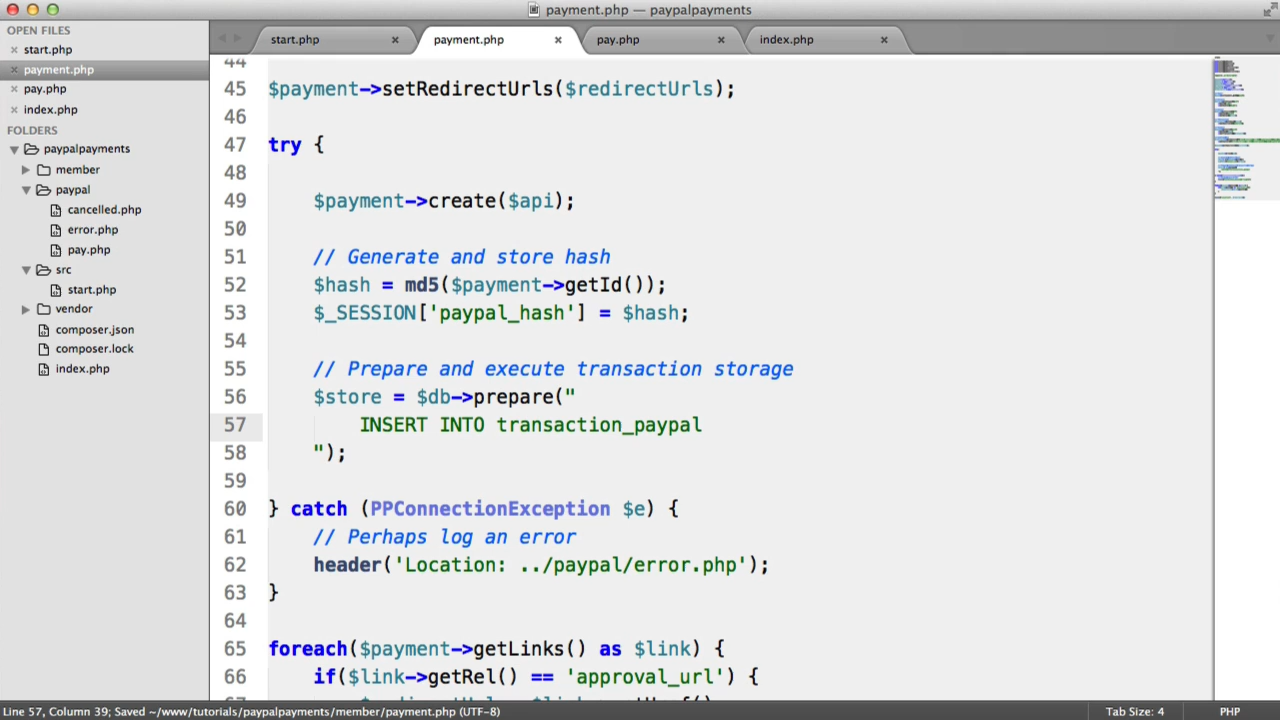 payment.php — paypalpayments
OPEN FILES
start.php
payment.php
pay.php
index.php
FOLDERS
paypalpayments
member
paypal
cancelled.php
error.php
pay.php
src
start.php
vendor
composer.json
composer.lock
index.php
start.php
payment.php
pay.php
index.php
44
45 $payment->setRedirectUrls($redirectUrls);
46
47 try {
48
49 $payment->create($api);
50
51 // Generate and store hash
52 $hash = md5($payment->getId());
53 $_SESSION['paypal_hash'] = $hash;
54
55 // Prepare and execute transaction storage
56 $store = $db->prepare("
57 INSERT INTO transaction_paypal
58 ");
59
60 } catch (PPConnectionException $e) {
61 // Perhaps log an error
62 header('Location: ../paypal/error.php');
63 }
64
65 foreach($payment->getLinks() as $link) {
66 if($link->getRel() == 'approval_url') {
Line 57, Column 39; Saved ~/www/tutorials/paypalpayments/member/payment.php (UTF-8)
Tab Size: 4
PHP